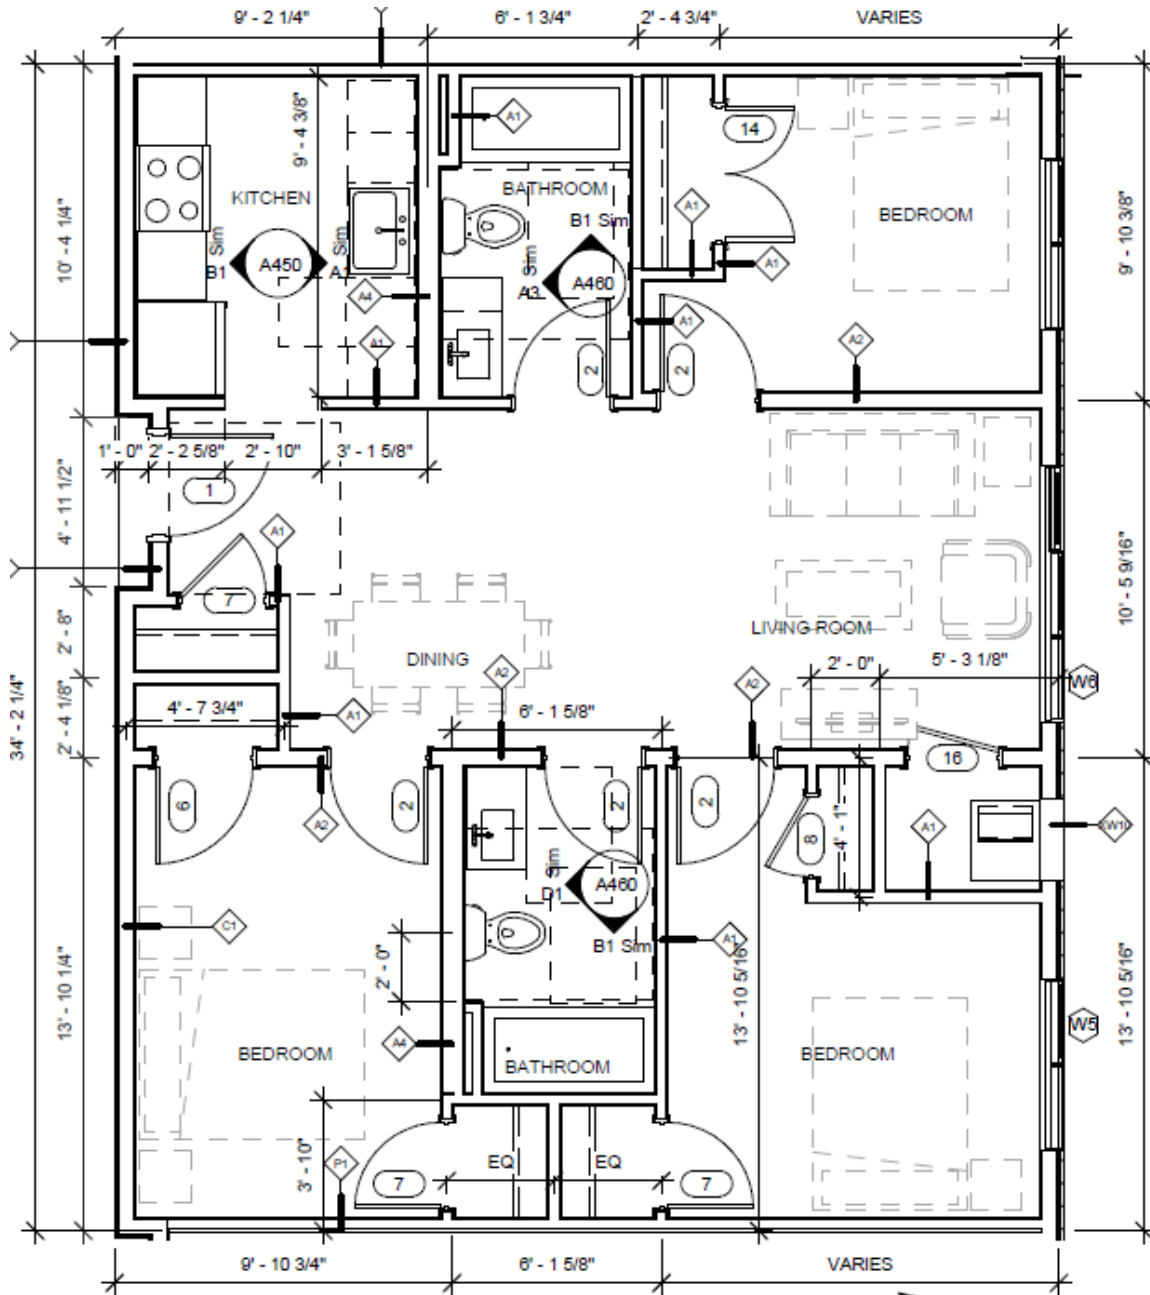 9' - 2 1/4"
6' - 1 3/4"
2' - 4 3/4"
VARIES
9' - 4 3/8"
A1
14
KITCHEN
BATHROOM
BEDROOM
10' - 4 1/4"
9' - 10 3/8"
A1
B1 Sim
Sim
B1
A450
Sim
A1
Sim
A3
A460
A1
A4
A1
A1
A2
2
2
1' - 0"
2' - 2 5/8"
2' - 10"
3' - 1 5/8"
4' - 11 1/2"
1
A1
7
10' - 5 9/16"
2' - 8"
LIVING ROOM
DINING
A2
A2
2' - 0"
5' - 3 1/8"
W6
34' - 2 1/4"
2' - 4 1/8"
4' - 7 3/4"
A1
6' - 1 5/8"
16
6
A2
2
2
2
8
4' - 1"
A1
XW10
Sim
D1
A460
B1 Sim
C1
A1
2' - 0"
13' - 10 1/4"
13' - 10 5/16"
13' - 10 5/16"
W5
A4
BEDROOM
BATHROOM
BEDROOM
3' - 10"
P1
7
EQ
EQ
7
9' - 10 3/4"
6' - 1 5/8"
VARIES